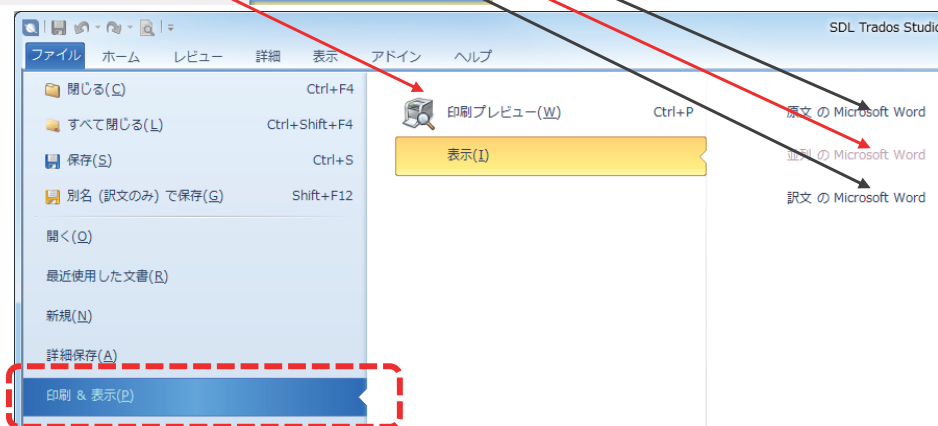 SDL Trados Studio
ファイル ホーム レビュー 詳細 表示 アドイン ヘルプ
閉じる(C) Ctrl+F4
すべて閉じる(L) Ctrl+Shift+F4
保存(S) Ctrl+S
別名 (訳文のみ) で保存(G) Shift+F12
開く(O)
最近使用した文書(R)
新規(N)
詳細保存(A)
印刷 & 表示(P)
印刷プレビュー(W) Ctrl+P
表示(I)
原文 の Microsoft Word
並列 の Microsoft Word
訳文 の Microsoft Word